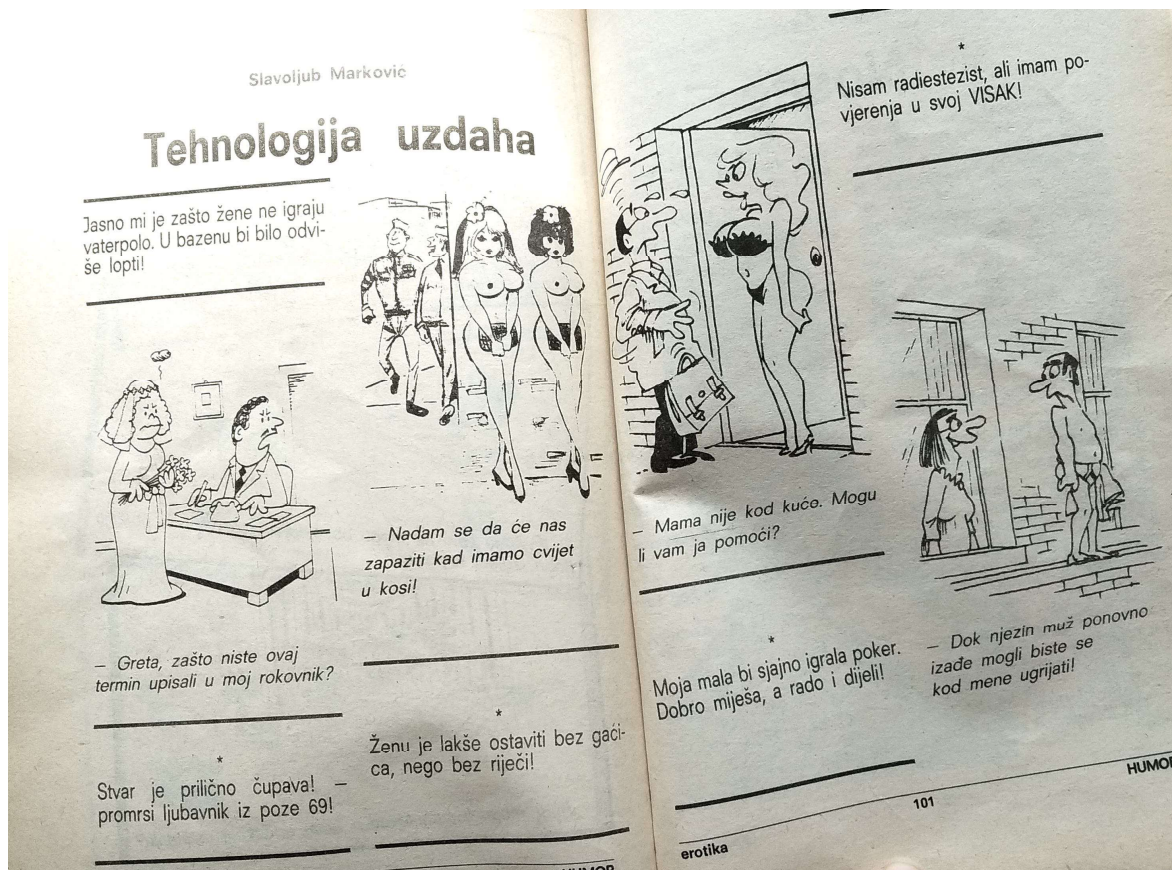 Slavoljub Marković
Tehnologija uzdaha
Jasno mi je zašto žene ne igraju
vaterpolo. U bazenu bi bilo odvi-
še lopti!
– Greta, zašto niste ovaj
termin upisali u moj rokovnik?
*
Stvar je prilično čupava! –
promrsi ljubavnik iz poze 69!
– Nadam se da će nas
zapaziti kad imamo cvijet
u kosi!
*
Ženu je lakše ostaviti bez gaći-
ca, nego bez riječi!
HUMOR
– Mama nije kod kuće. Mogu
li vam ja pomoći?
*
Moja mala bi sjajno igrala poker.
Dobro miješa, a rado i dijeli!
*
Nisam radiestezist, ali imam po-
vjerenja u svoj VISAK!
– Dok njezin muž ponovno
izađe mogli biste se
kod mene ugrijati!
erotika
101
HUMOR